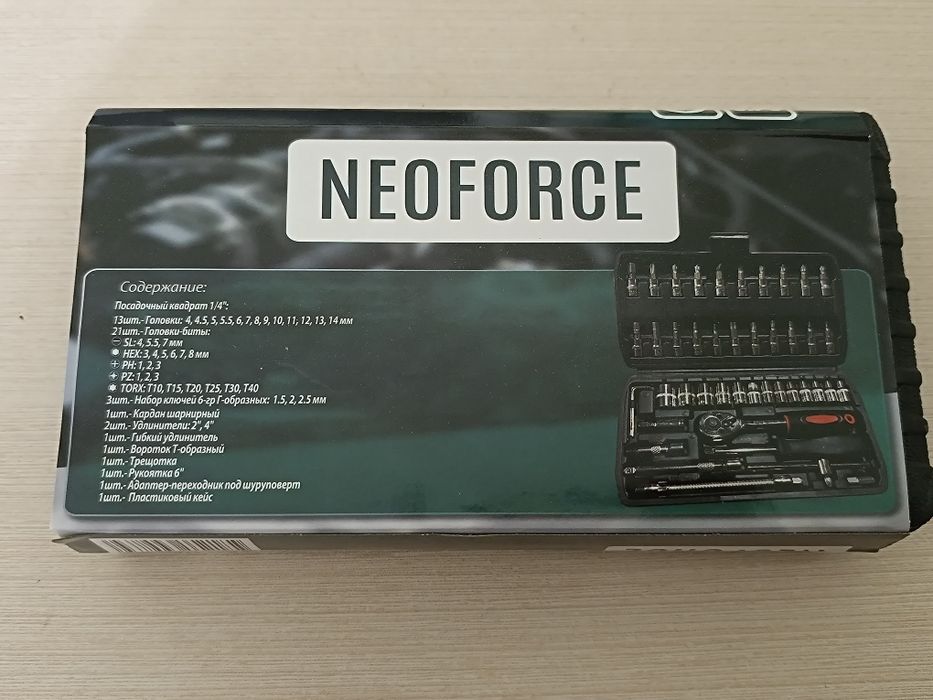 NEOFORCE
Содержание:
Посадочный квадрат 1/4":
13шт.- Головки: 4, 4.5, 5, 5.5, 6, 7, 8, 9, 10, 11, 12, 13, 14 мм
21шт.- Головки-биты:
SL: 4, 5.5, 7 мм
HEX: 3, 4, 5, 6, 7, 8 мм
PH: 1, 2, 3
PZ: 1, 2, 3
TORX: T10, T15, T20, T25, T30, T40
3шт.- Набор ключей 6-гр Г-образных: 1.5, 2, 2.5 мм
1шт.- Кардан шарнирный
2шт.- Удлинители: 2", 4"
1шт.- Гибкий удлинитель
1шт.- Вороток Т-образный
1шт.- Трещотка
1шт.- Рукоятка 6"
1шт.- Адаптер-переходник под шуруповерт
1шт.- Пластиковый кейс